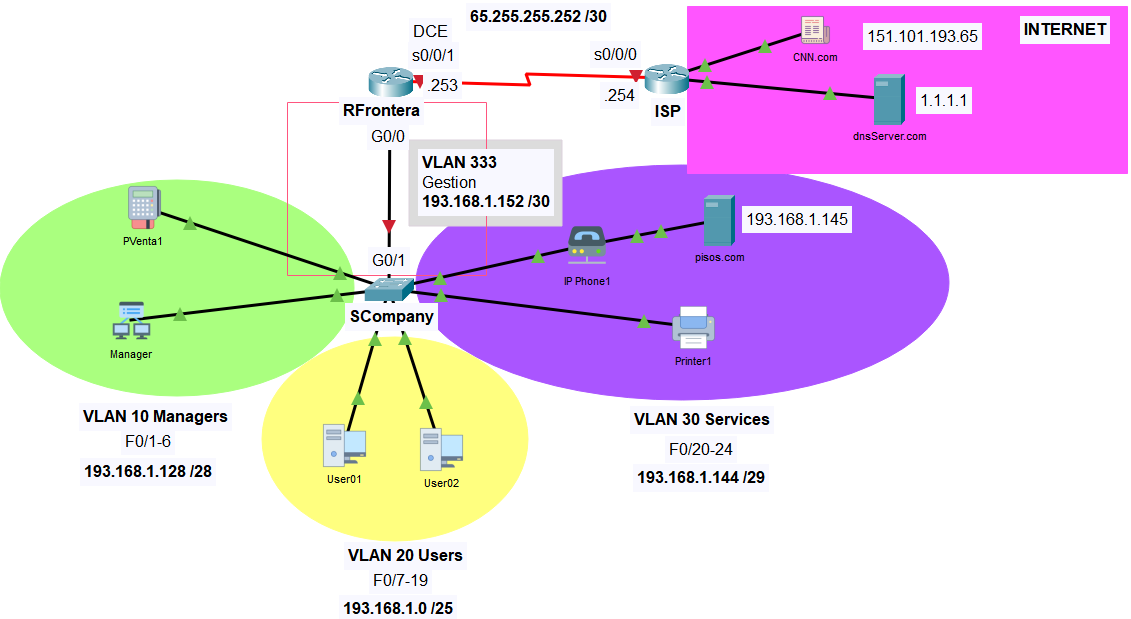 65.255.255.252 /30
DCE
s0/0/1
s0/0/0
.253
.254
RFrontera
ISP
INTERNET
151.101.193.65
CNN.com
1.1.1.1
dnsServer.com
G0/0
VLAN 333
Gestion
193.168.1.152 /30
G0/1
SCompany
PVenta1
Manager
VLAN 10 Managers
F0/1-6
193.168.1.128 /28
User01
User02
VLAN 20 Users
F0/7-19
193.168.1.0 /25
193.168.1.145
pisos.com
IP Phone1
Printer1
VLAN 30 Services
F0/20-24
193.168.1.144 /29